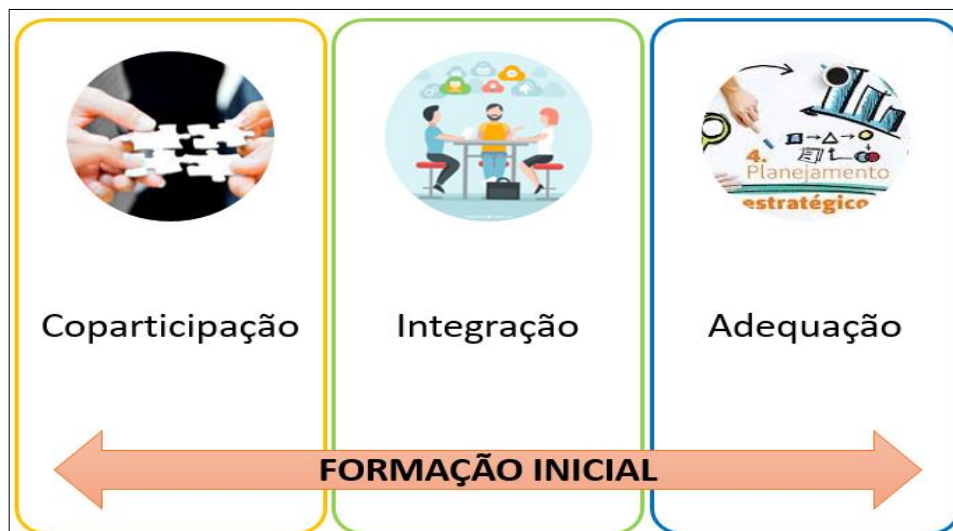 4.
Planejamento
estratégico
Coparticipação
Integração
Adequação
FORMAÇÃO INICIAL